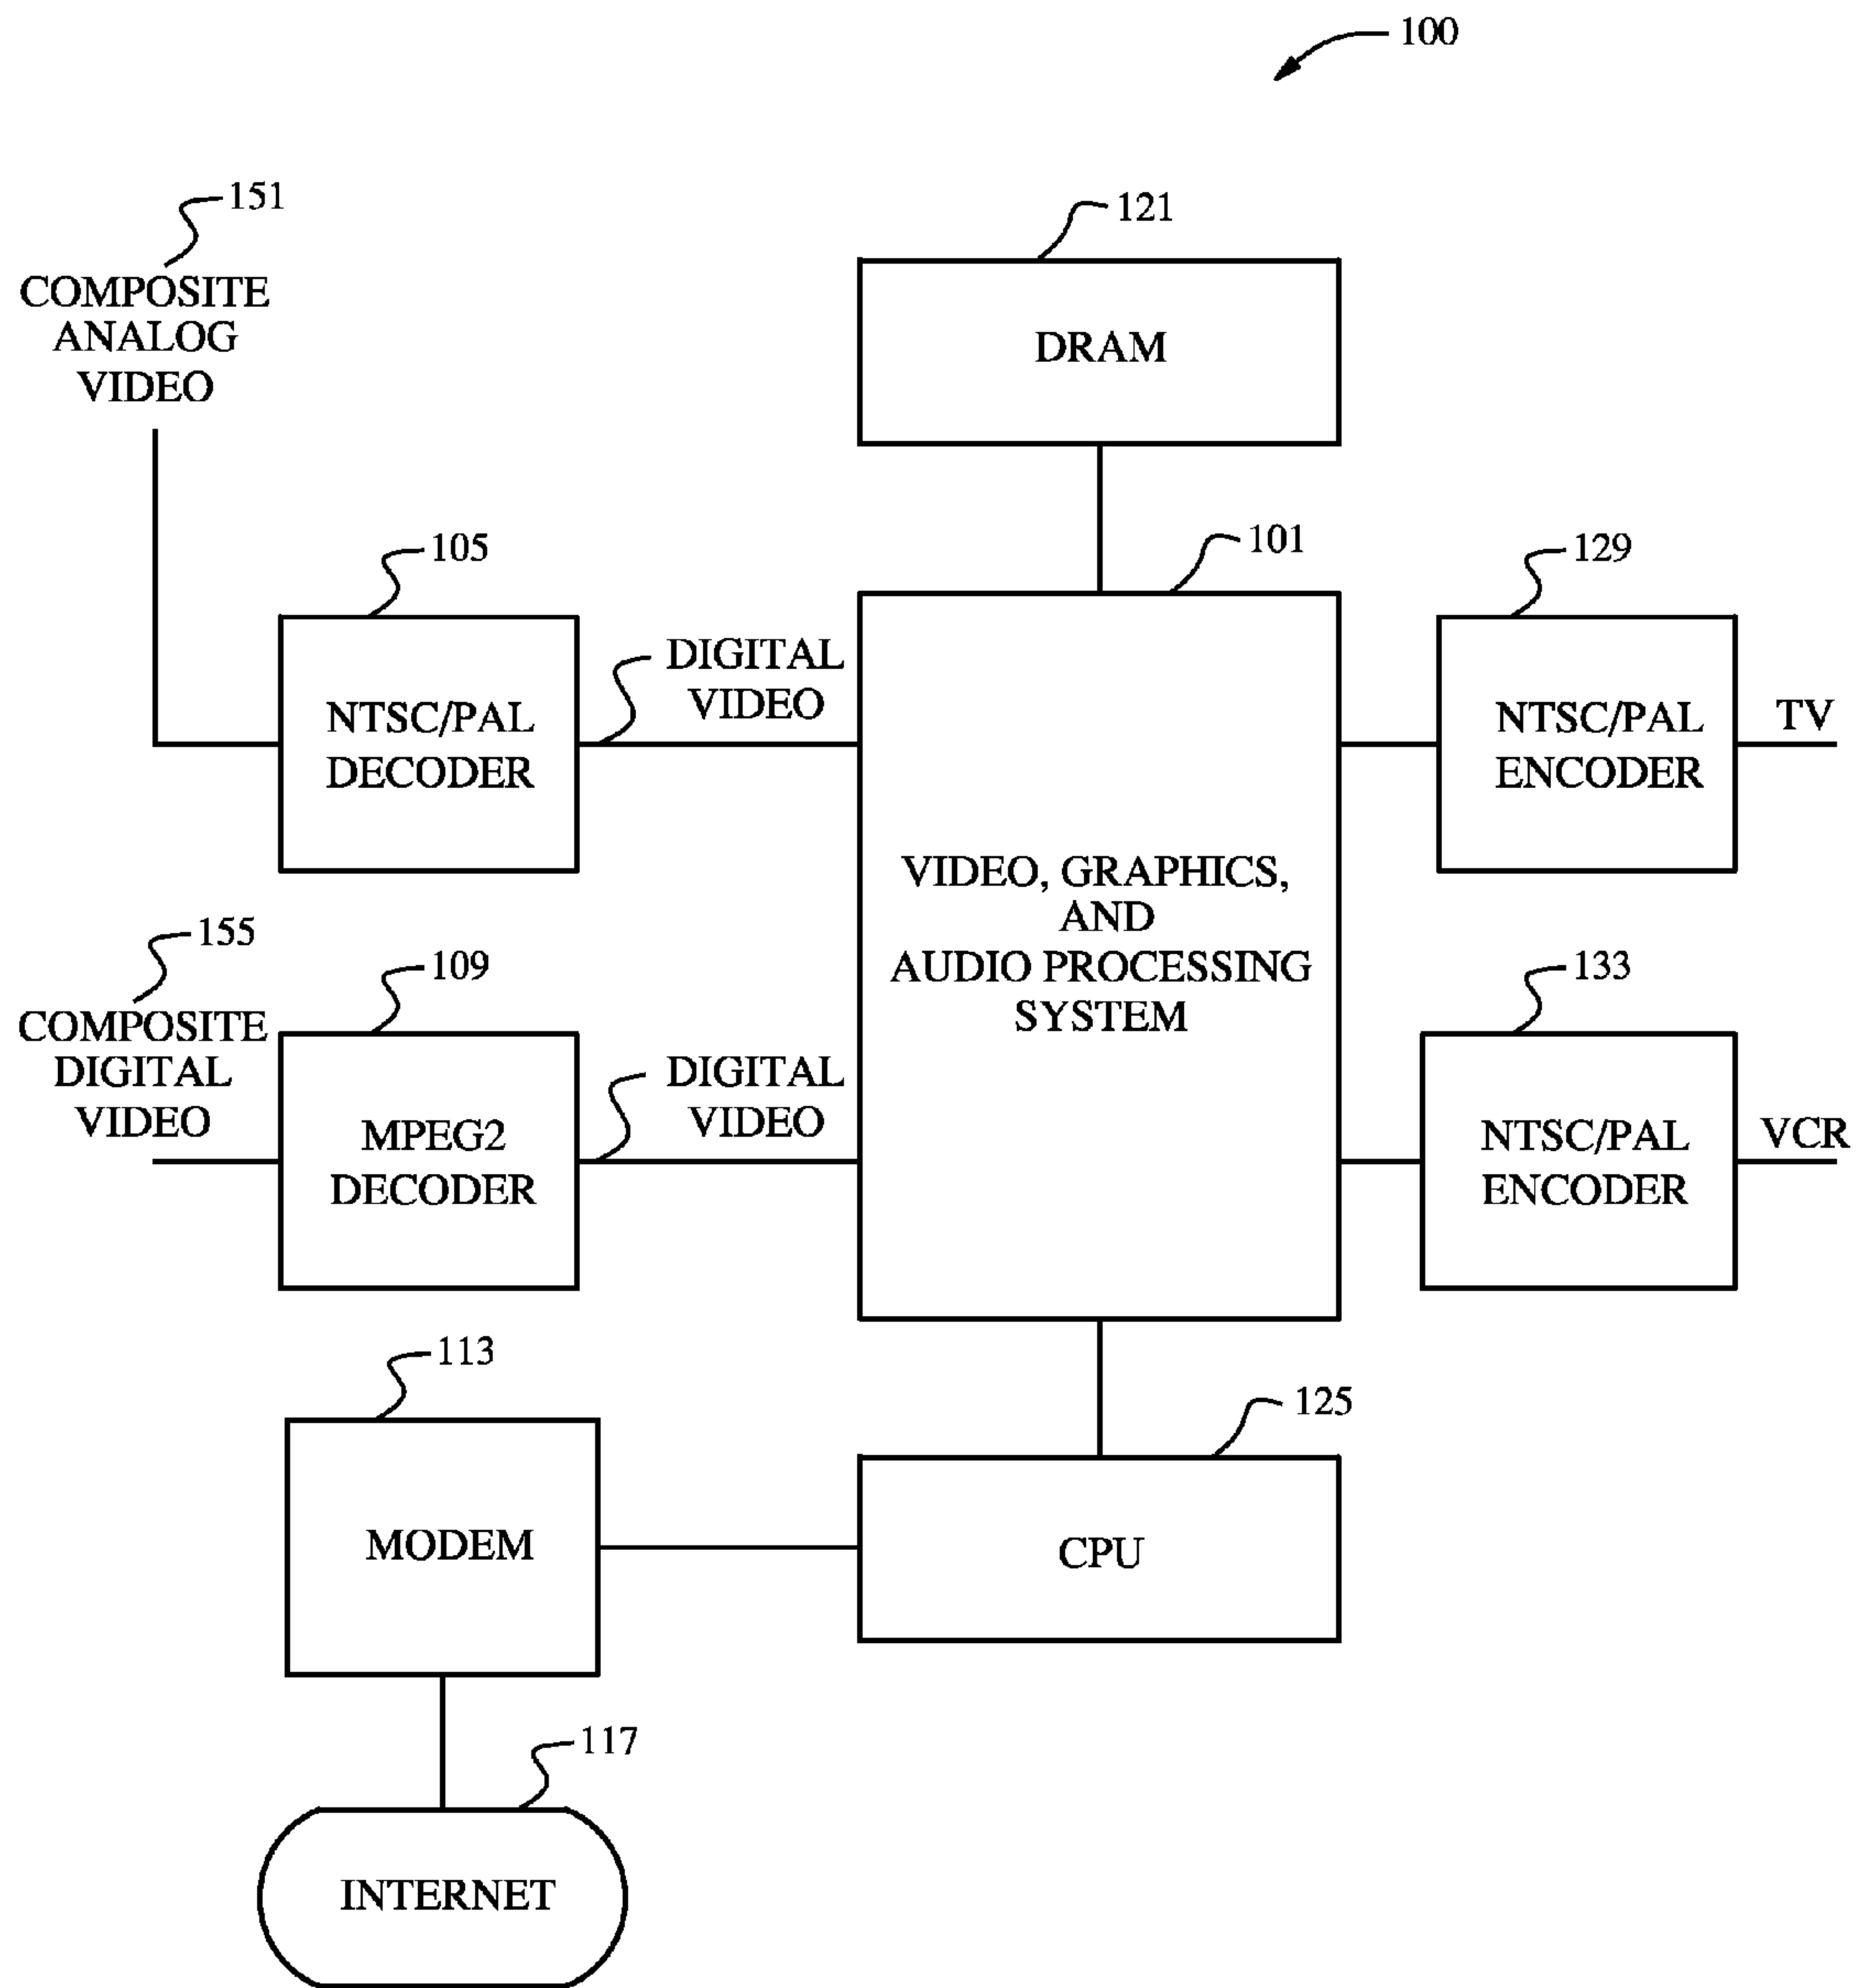 100
151
COMPOSITE
ANALOG
VIDEO
121
DRAM
105
NTSC/PAL
DECODER
DIGITAL
VIDEO
101
VIDEO, GRAPHICS,
AND
AUDIO PROCESSING
SYSTEM
129
NTSC/PAL
ENCODER
TV
155
COMPOSITE
DIGITAL
VIDEO
109
MPEG2
DECODER
DIGITAL
VIDEO
133
NTSC/PAL
ENCODER
VCR
113
MODEM
125
CPU
117
INTERNET